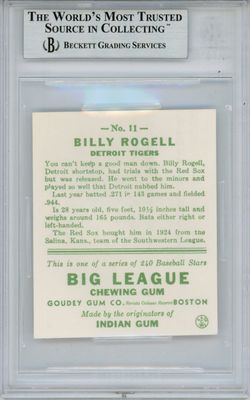 THE WORLD'S MOST TRUSTED
SOURCE IN COLLECTING™
BECKETT GRADING SERVICES
No. 11
BILLY ROGELL
DETROIT TIGERS
You can't keep a good man down. Billy Rogell,
Detroit shortstop, had trials with the Red Sox
but was released. He went to the minors and
played so well that Detroit nabbed him.
Last year batted .271 in 143 games and fielded
.944.
Is 28 years old, five feet, 10½ inches tall and
weighs around 165 pounds. Bats either right or
left-handed.
The Red Sox bought him in 1924 from the
Salina, Kans., team of the Southwestern League.
This is one of a series of 240 Baseball Stars
BIG LEAGUE
CHEWING GUM
GOUDEY GUM CO. BOSTON
Made by the originators of
INDIAN GUM